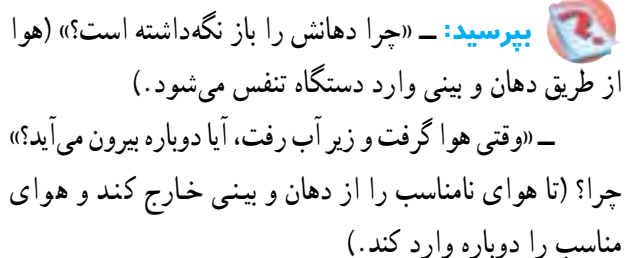 بپرسید: ــ «چرا دهانش را باز نگه‌داشته است؟» (هوا
از طریق دهان و بینی وارد دستگاه تنفس می‌شود.)
ــ «وقتی هوا گرفت و زیر آب رفت، آیا دوباره بیرون می‌آید؟»
چرا؟ (تا هوای نامناسب را از دهان و بینی خارج کند و هوای
مناسب را دوباره وارد کند.)